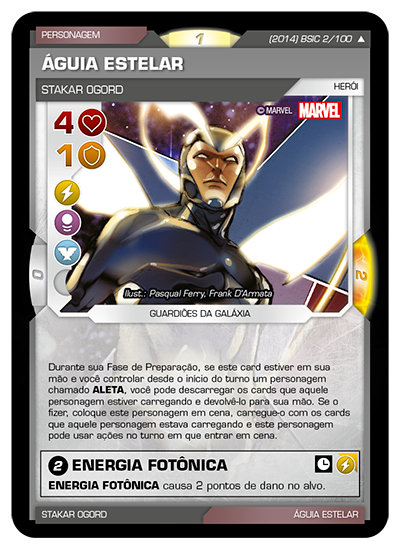 PERSONAGEM
1
(2014) BSIC 2/100 ▲
ÁGUIA ESTELAR
STAKAR OGORD
HERÓI
4
© MARVEL MARVEL
1
0
2
Ilust.: Pasqual Ferry, Frank D'Armata
GUARDIÕES DA GALÁXIA
Durante sua Fase de Preparação, se este card estiver em sua
mão e você controlar desde o início do turno um personagem
chamado ALETA, você pode descarregar os cards que aquele
personagem estiver carregando e devolvê-lo para sua mão. Se o
fizer, coloque este personagem em cena, carregue-o com os cards
que aquele personagem estava carregando e este personagem
pode usar ações no turno em que entrar em cena.
2 ENERGIA FOTÔNICA
ENERGIA FOTÔNICA causa 2 pontos de dano no alvo.
STAKAR OGORD
ÁGUIA ESTELAR